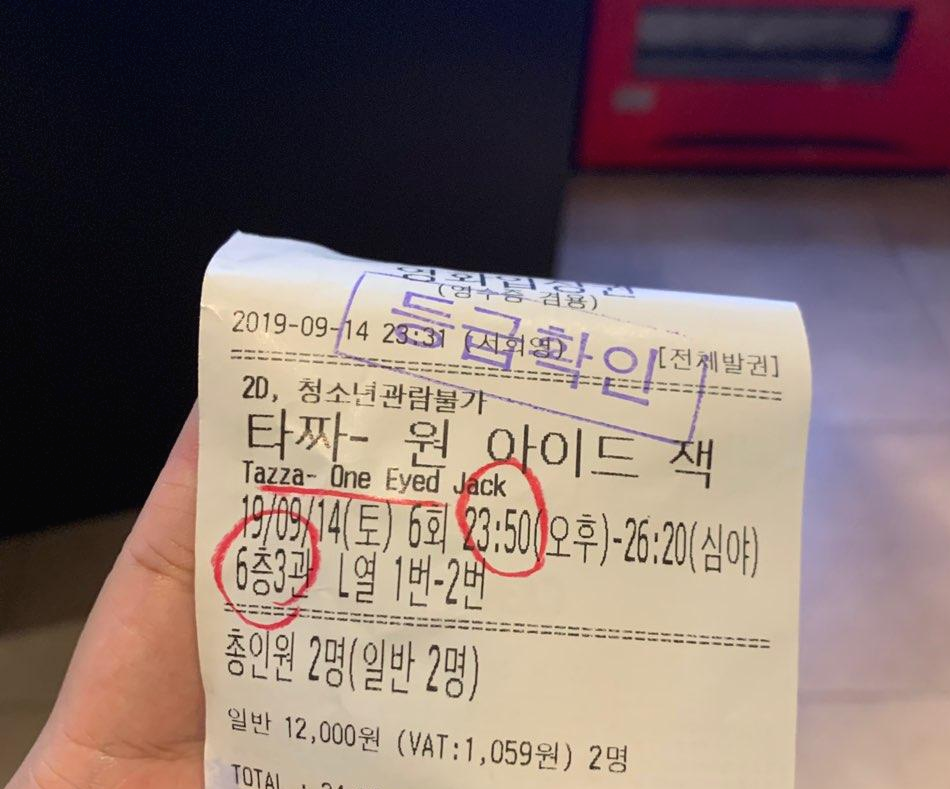 영화입장권
(영수증 겸용)
등급확인
2019-09-14 23:31 (서희영) [전체발권]
2D, 청소년관람불가
타짜- 원 아이드 잭
Tazza- One Eyed Jack
19/09/14(토) 6회 23:50(오후)-26:20(심야)
6층3관 L열 1번-2번
총인원 2명(일반 2명)
일반 12,000원 (VAT:1,059원) 2명
TOTAL :